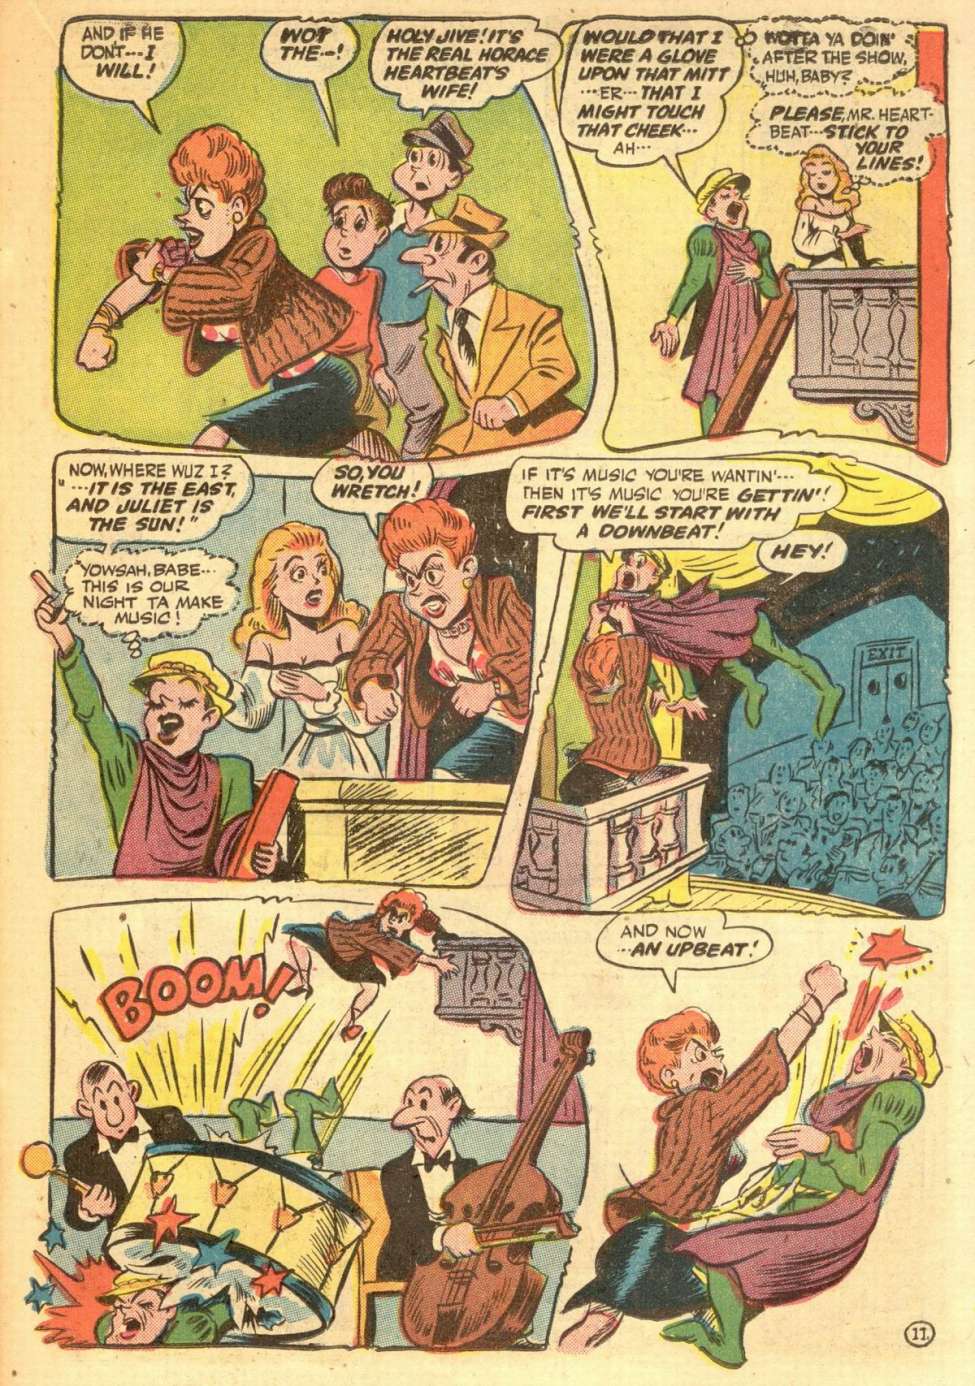 AND IF HE
DON'T---I
WILL!
WOT
THE--!
HOLY JIVE! IT'S
THE REAL HORACE
HEARTBEAT'S
WIFE!
WOULD THAT I
WERE A GLOVE
UPON THAT MITT
---ER--- THAT I
MIGHT TOUCH
THAT CHEEK---
AH---
WOTTA YA DOIN'
AFTER THE SHOW,
HUH, BABY?
PLEASE, MR. HEART-
BEAT---STICK TO
YOUR
LINES!
NOW, WHERE WUZ I?
"---IT IS THE EAST,
AND JULIET IS
THE SUN!"
YOWSAH, BABE---
THIS IS OUR
NIGHT TA MAKE
MUSIC!
SO, YOU
WRETCH!
IF IT'S MUSIC YOU'RE WANTIN'---
THEN IT'S MUSIC YOU'RE GETTIN'!
FIRST WE'LL START WITH
A DOWNBEAT!
HEY!
EXIT
BOOM!
AND NOW
---AN UPBEAT!
11.